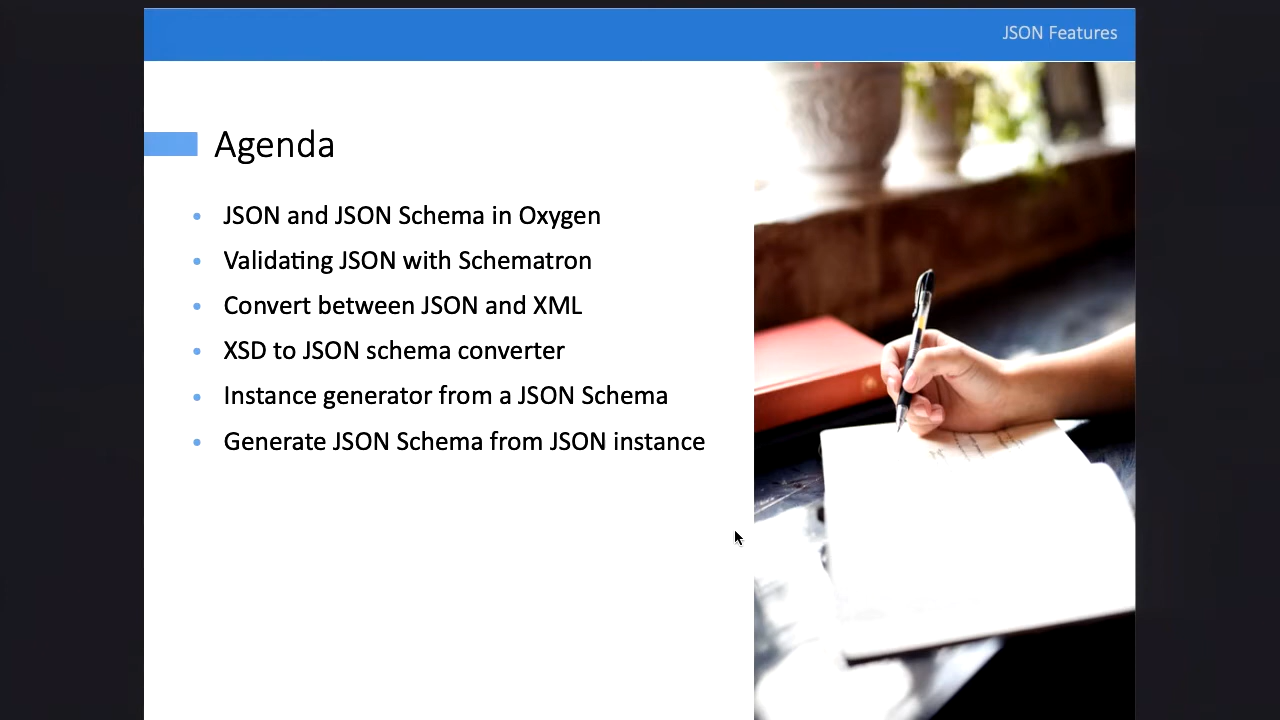 JSON Features
Agenda
JSON and JSON Schema in Oxygen
Validating JSON with Schematron
Convert between JSON and XML
XSD to JSON schema converter
Instance generator from a JSON Schema
Generate JSON Schema from JSON instance